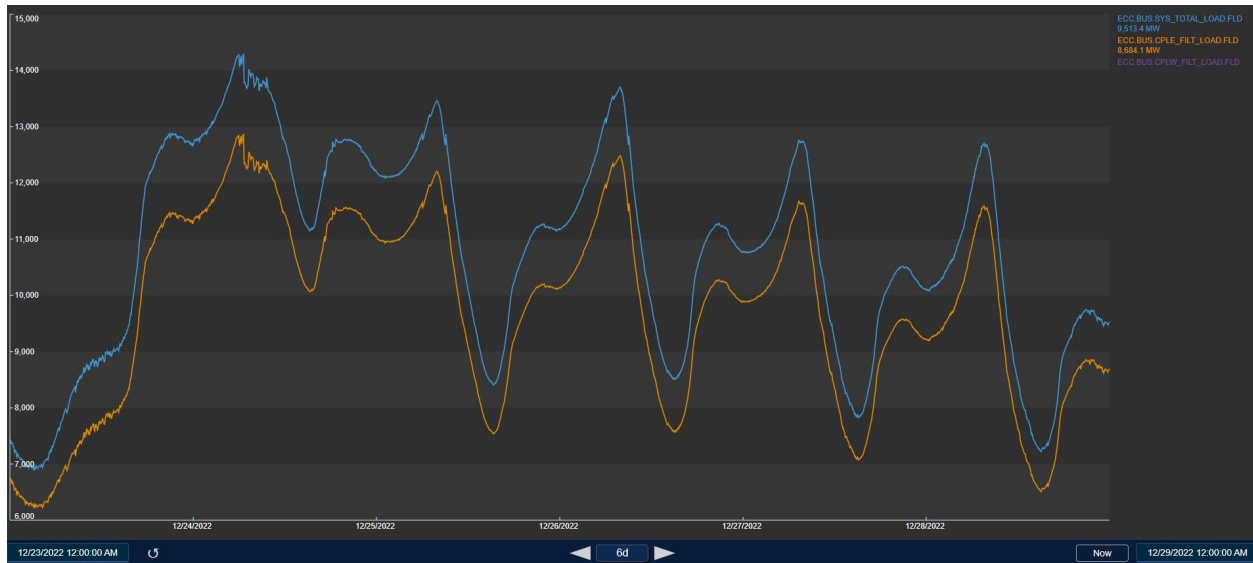 15,000
14,000
13,000
12,000
11,000
10,000
9,000
8,000
7,000
6,000
12/24/2022 12/25/2022 12/26/2022 12/27/2022 12/28/2022
ECC.BUS.SYS_TOTAL_LOAD.FLD
9,513.4 MW
ECC.BUS.CPLE_FILT_LOAD.FLD
8,684.1 MW
ECC.BUS.CPLW_FILT_LOAD.FLD
12/23/2022 12:00:00 AM 6d Now 12/29/2022 12:00:00 AM